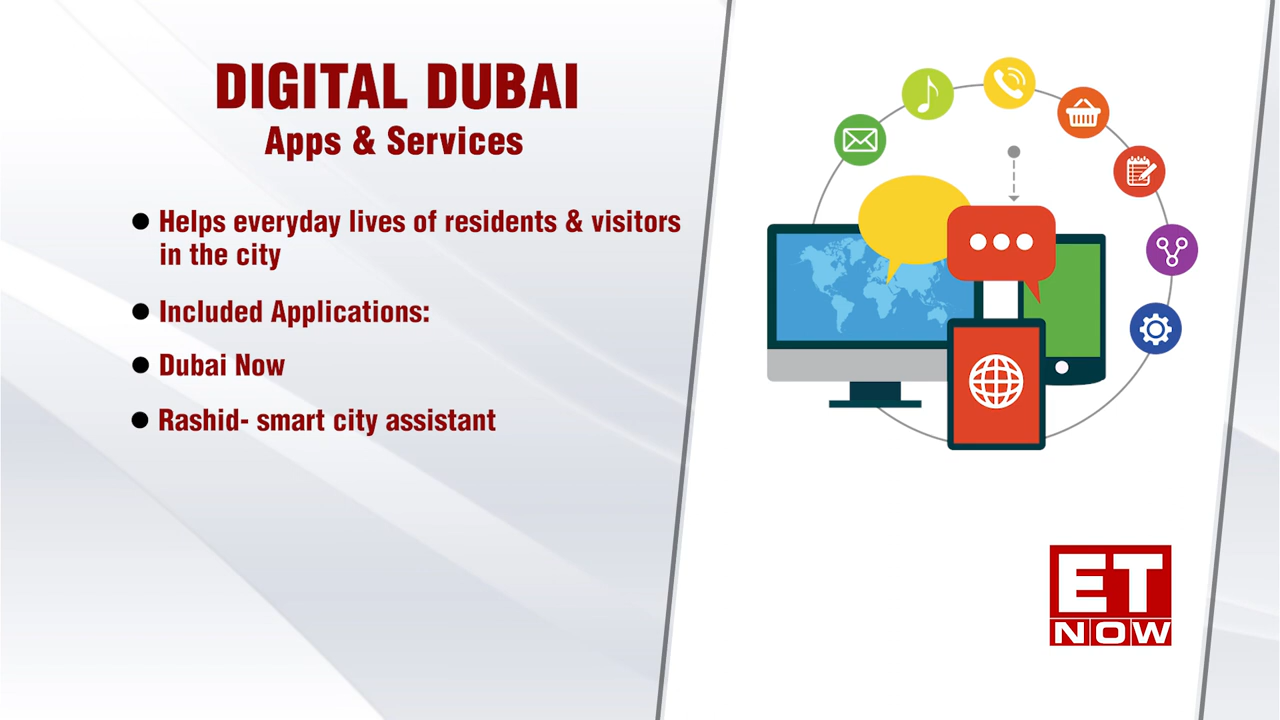 DIGITAL DUBAI
Apps & Services
Helps everyday lives of residents & visitors
in the city
Included Applications:
Dubai Now
Rashid- smart city assistant
ET
NOW